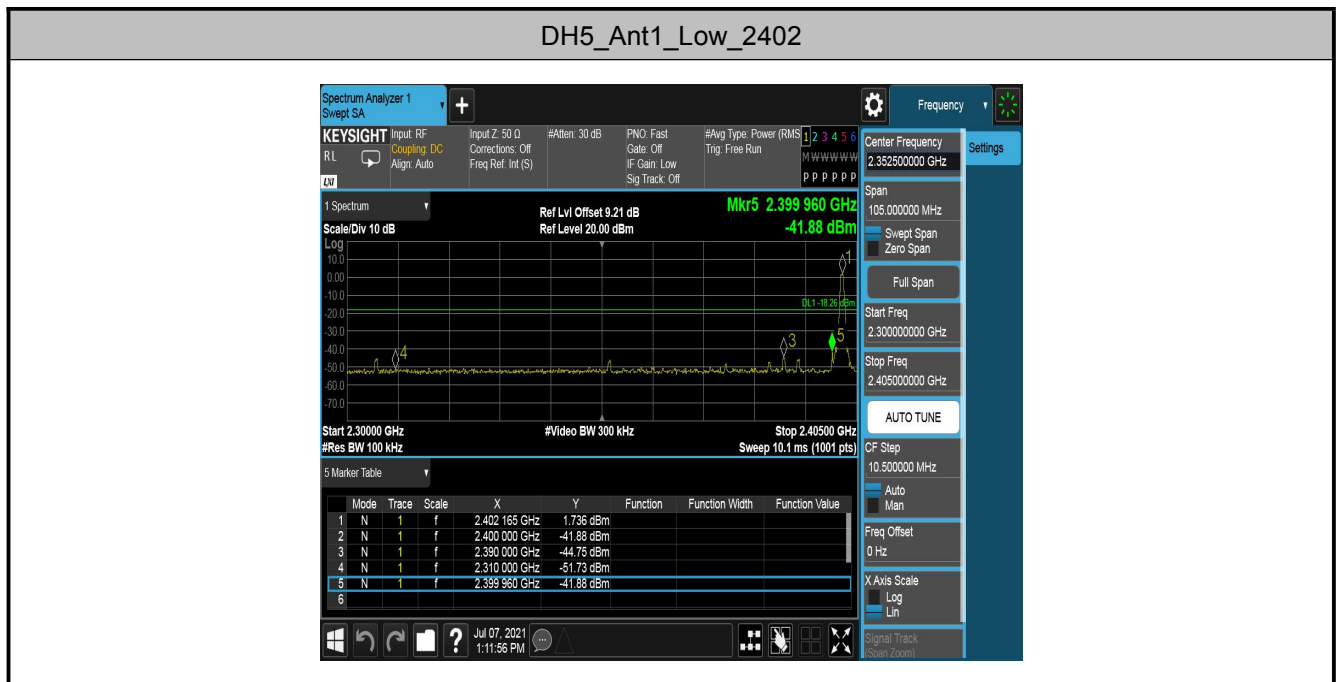 DH5_Ant1_Low_2402
Spectrum Analyzer 1
Swept SA
+
Frequency
KEYSIGHT
RL
LXI
Input: RF
Coupling: DC
Align: Auto
Input Z: 50 Ω
Corrections: Off
Freq Ref: Int (S)
#Atten: 30 dB
PNO: Fast
Gate: Off
IF Gain: Low
Sig Track: Off
#Avg Type: Power (RMS
Trig: Free Run
1 2 3 4 5 6
M W W W W W
P P P P P P
1 Spectrum
Scale/Div 10 dB
Ref Lvl Offset 9.21 dB
Ref Level 20.00 dBm
Mkr5 2.399 960 GHz
-41.88 dBm
Log
10.0
0.00
-10.0
-20.0
-30.0
-40.0
-50.0
-60.0
-70.0
1
DL1 -18.26 dBm
5
3
4
Start 2.30000 GHz
#Res BW 100 kHz
#Video BW 300 kHz
Stop 2.40500 GHz
Sweep 10.1 ms (1001 pts)
5 Marker Table
Mode Trace Scale X Y Function Function Width Function Value
1 N 1 f 2.402 165 GHz 1.736 dBm
2 N 1 f 2.400 000 GHz -41.88 dBm
3 N 1 f 2.390 000 GHz -44.75 dBm
4 N 1 f 2.310 000 GHz -51.73 dBm
5 N 1 f 2.399 960 GHz -41.88 dBm
6
?
Jul 07, 2021
1:11:56 PM
Center Frequency
2.352500000 GHz
Settings
Span
105.000000 MHz
Swept Span
Zero Span
Full Span
Start Freq
2.300000000 GHz
Stop Freq
2.405000000 GHz
AUTO TUNE
CF Step
10.500000 MHz
Auto
Man
Freq Offset
0 Hz
X Axis Scale
Log
Lin
Signal Track
(Span Zoom)